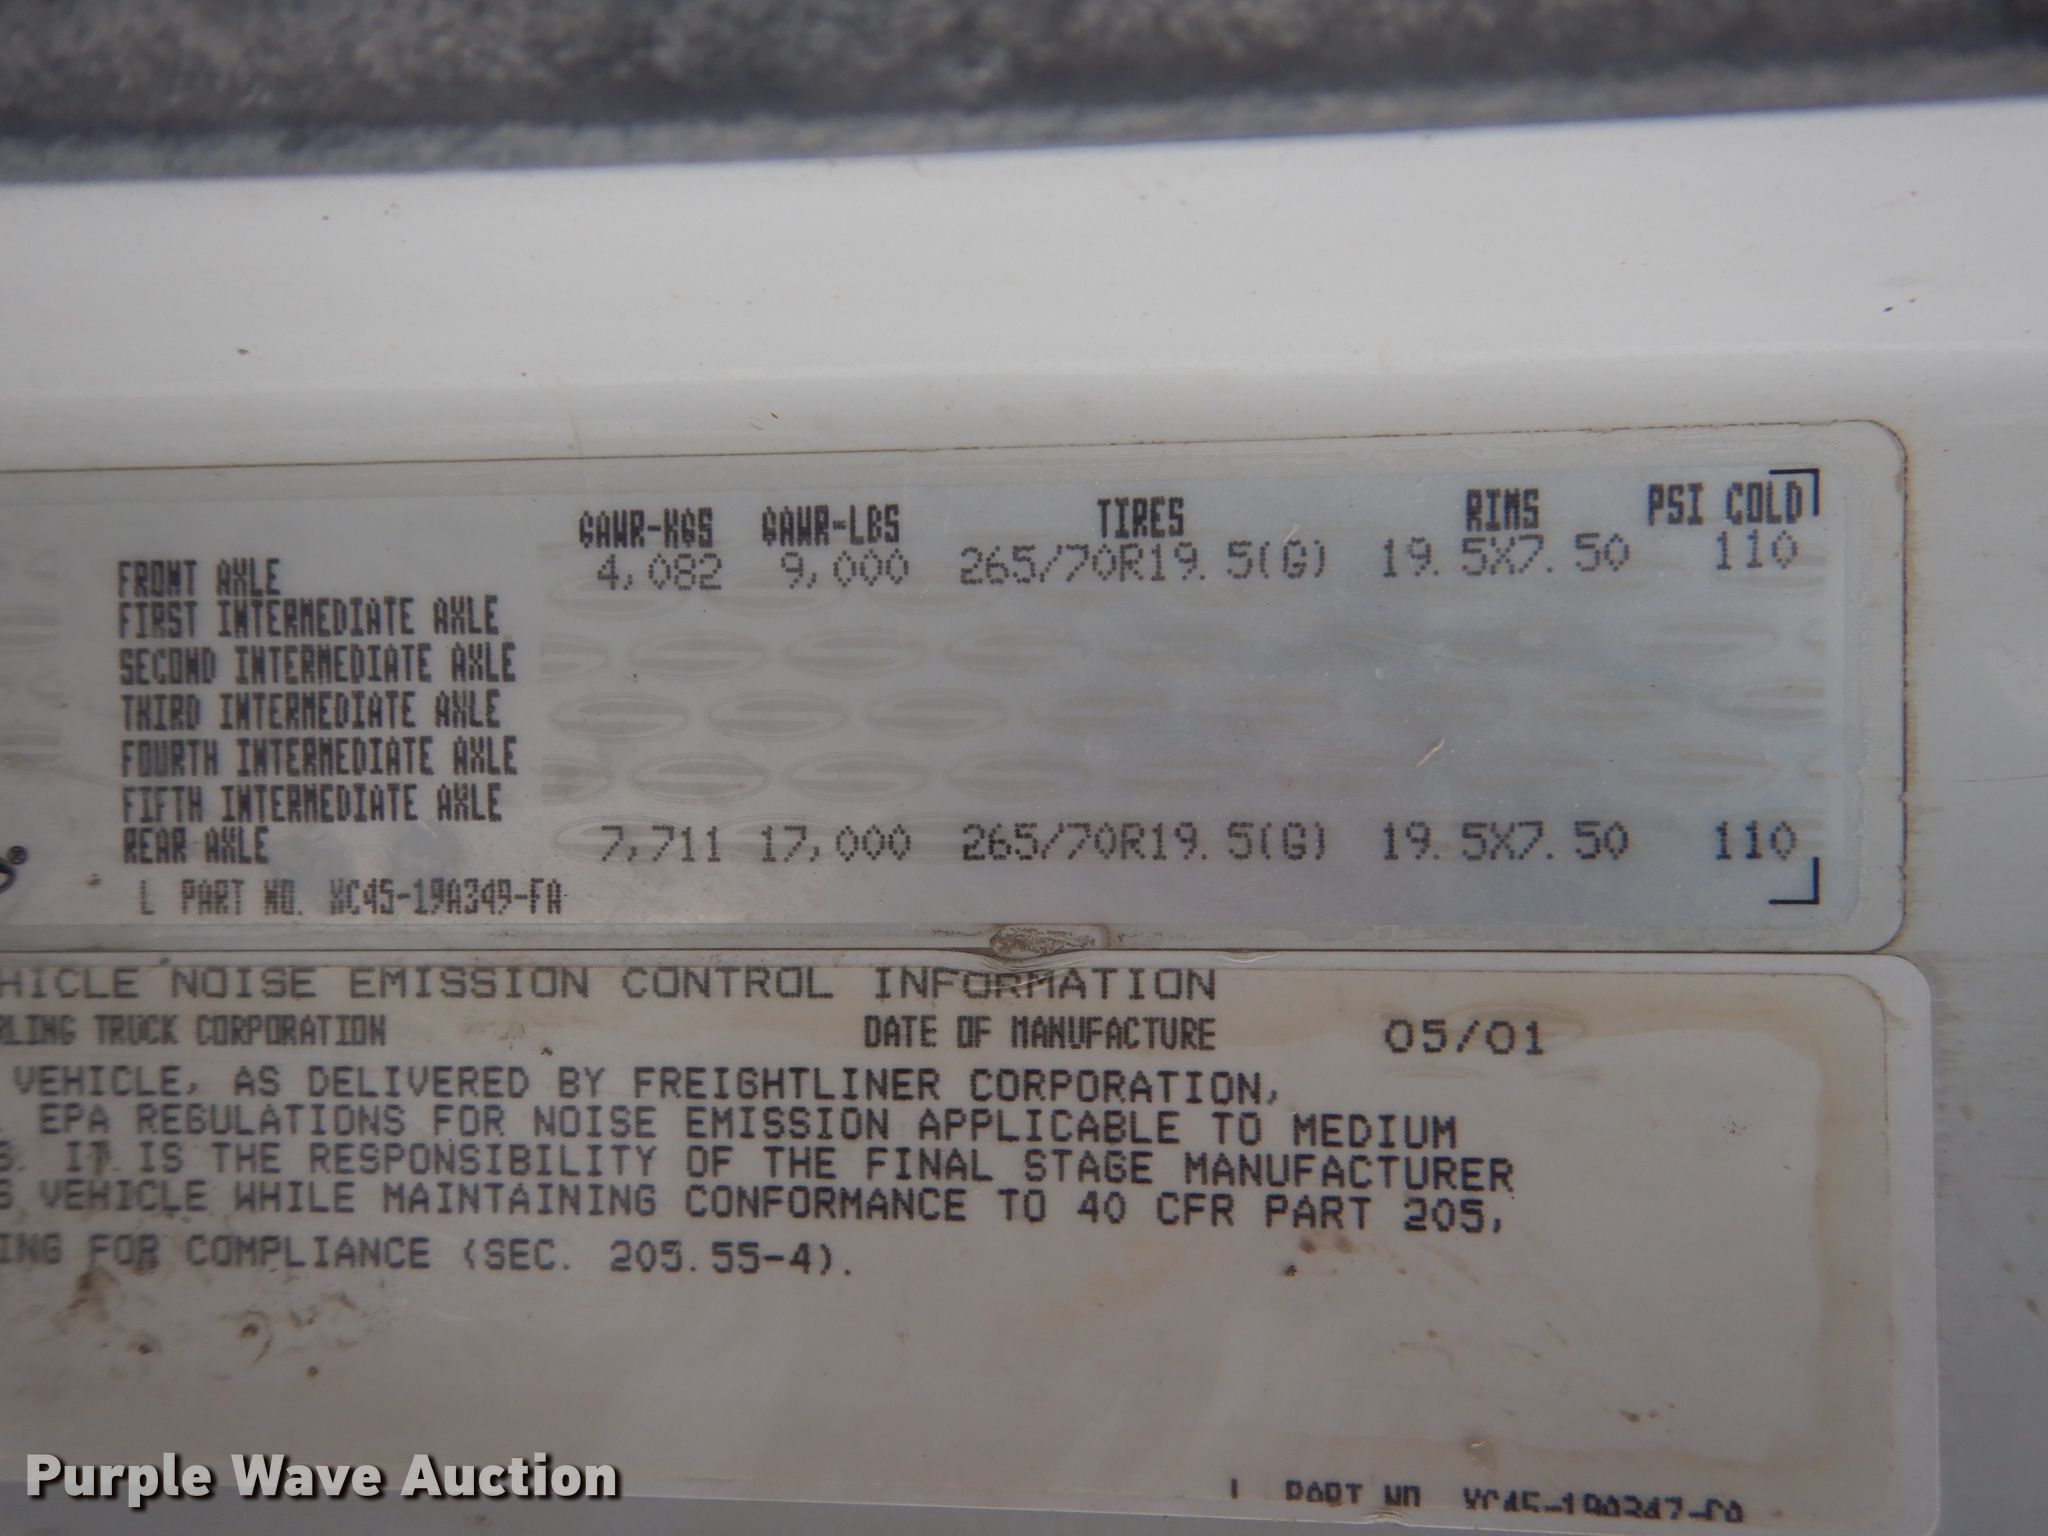 GAWR-KGS GAWR-LBS TIRES RIMS PSI COLD
FRONT AXLE 4,082 9,000 265/70R19.5(G) 19.5X7.50 110
FIRST INTERMEDIATE AXLE
SECOND INTERMEDIATE AXLE
THIRD INTERMEDIATE AXLE
FOURTH INTERMEDIATE AXLE
FIFTH INTERMEDIATE AXLE
REAR AXLE 7,711 17,000 265/70R19.5(G) 19.5X7.50 110
®
L PART NO. XC45-19A349-FA
HICLE NOISE EMISSION CONTROL INFORMATION
RLING TRUCK CORPORATION DATE OF MANUFACTURE 05/01
VEHICLE, AS DELIVERED BY FREIGHTLINER CORPORATION,
EPA REGULATIONS FOR NOISE EMISSION APPLICABLE TO MEDIUM
S. IT IS THE RESPONSIBILITY OF THE FINAL STAGE MANUFACTURER
VEHICLE WHILE MAINTAINING CONFORMANCE TO 40 CFR PART 205,
ING FOR COMPLIANCE (SEC. 205.55-4).
PART NO XC45-19A347-CA
Purple Wave Auction